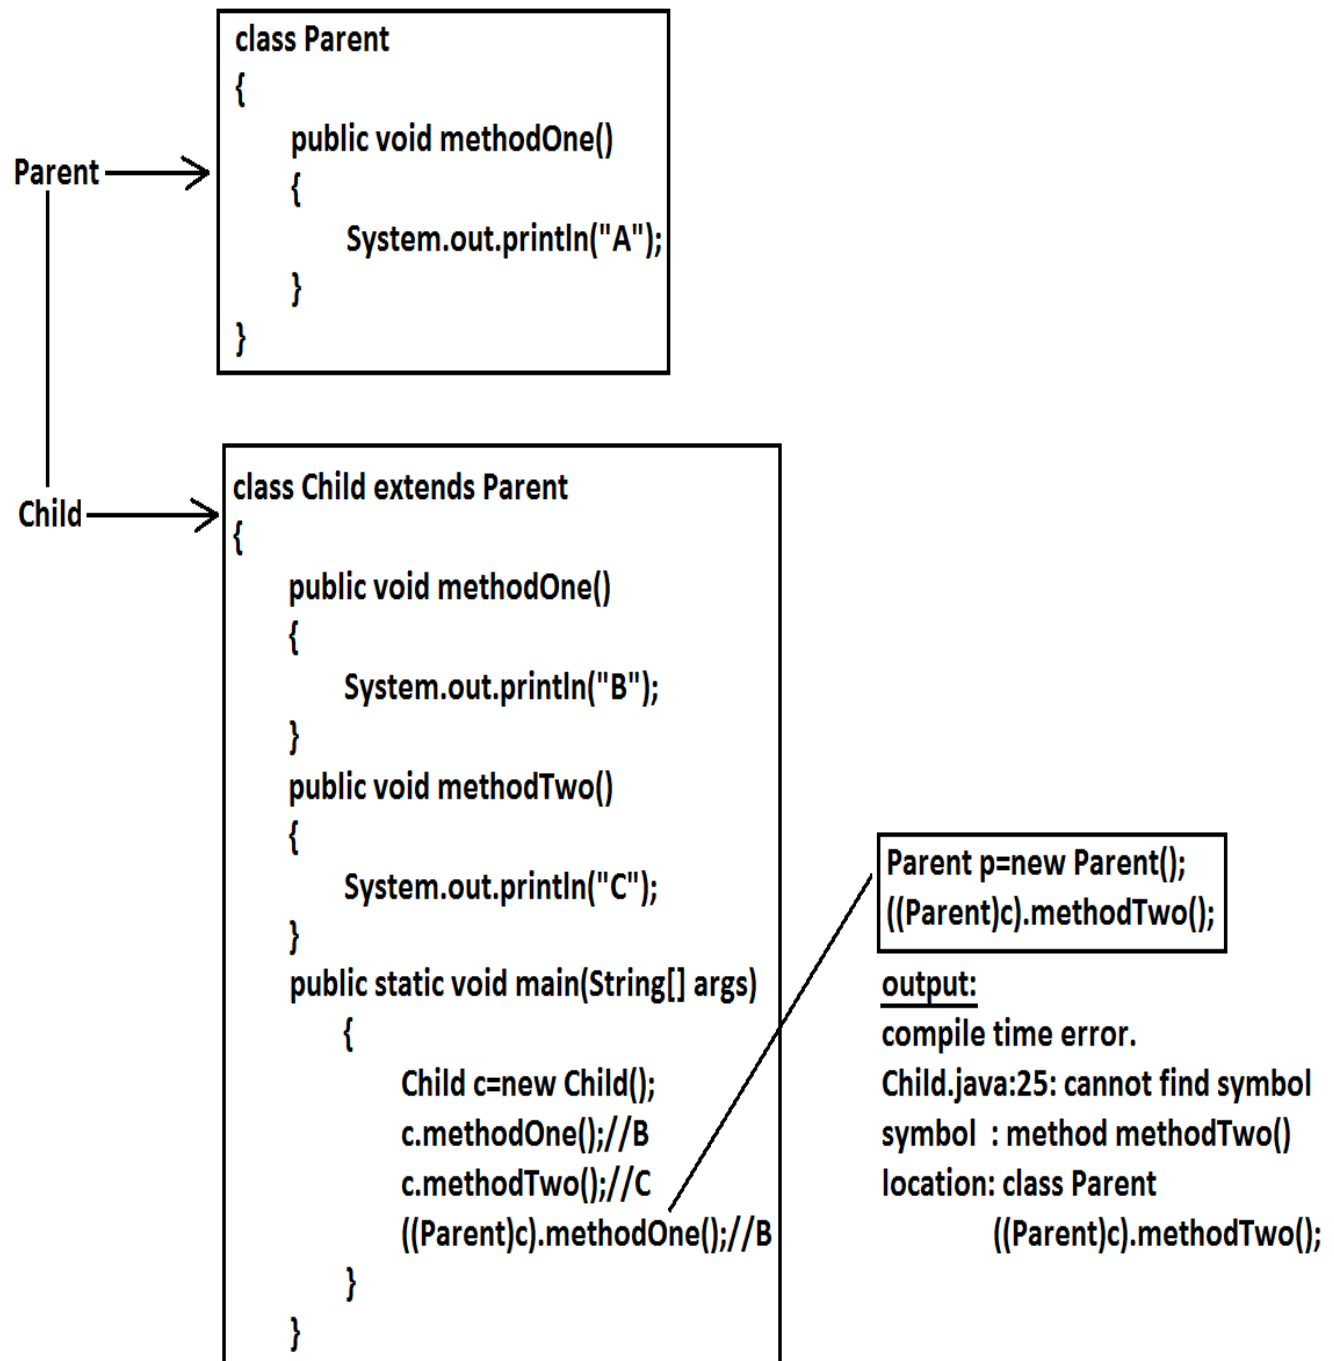 class Parent
{
public void methodOne()
Parent
{
System.out.println("A");
}
}
class Child extends Parent
Child
{
public void methodOne()
{
System.out.println("B");
}
public void methodTwo()
{
System.out.println("C");
}
public static void main(String[] args)
{
Child c=new Child();
c.methodOne();//B
c.methodTwo();//C
((Parent)c).methodOne();//B
}
}
Parent p=new Parent();
((Parent)c).methodTwo();
output:
compile time error.
Child.java:25: cannot find symbol
symbol : method methodTwo()
location: class Parent
((Parent)c).methodTwo();